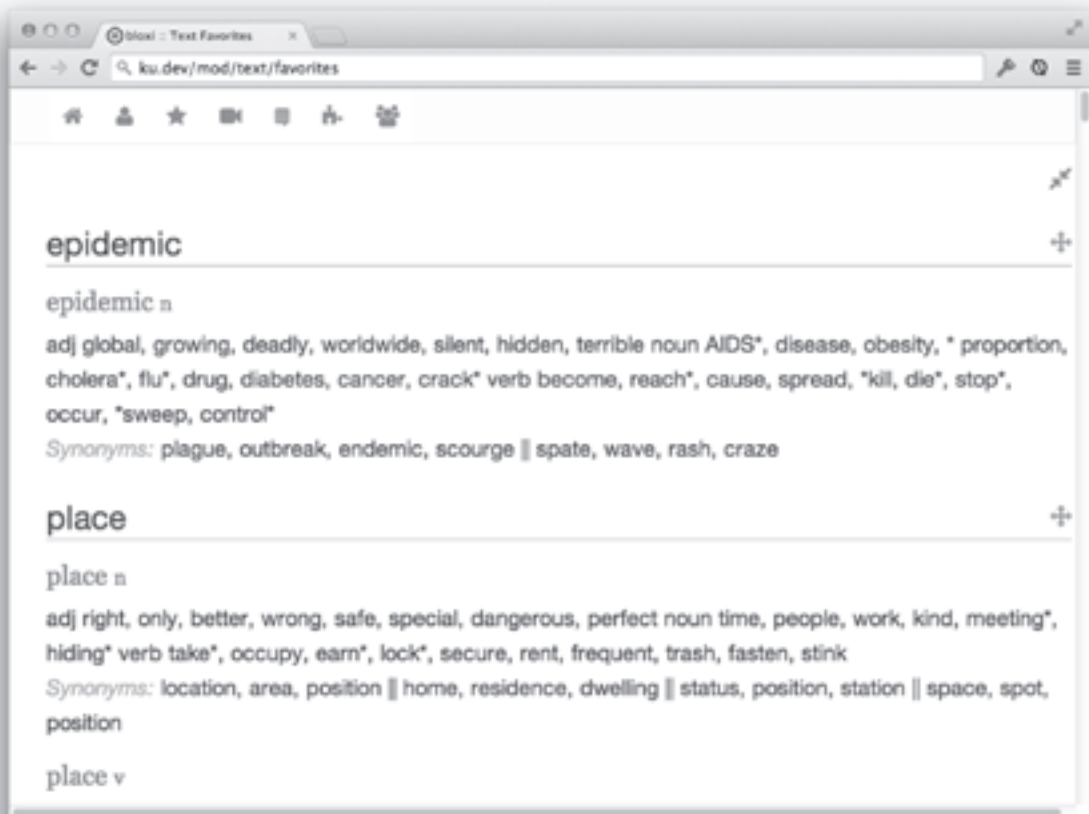 bloxi :: Text Favorites
ku.dev/mod/text/favorites
epidemic
epidemic n
adj global, growing, deadly, worldwide, silent, hidden, terrible noun AIDS*, disease, obesity, * proportion,
cholera*, flu*, drug, diabetes, cancer, crack* verb become, reach*, cause, spread, *kill, die*, stop*,
occur, *sweep, control*
Synonyms: plague, outbreak, endemic, scourge || spate, wave, rash, craze
place
place n
adj right, only, better, wrong, safe, special, dangerous, perfect noun time, people, work, kind, meeting*,
hiding* verb take*, occupy, earn*, lock*, secure, rent, frequent, trash, fasten, stink
Synonyms: location, area, position || home, residence, dwelling || status, position, station || space, spot,
position
place v